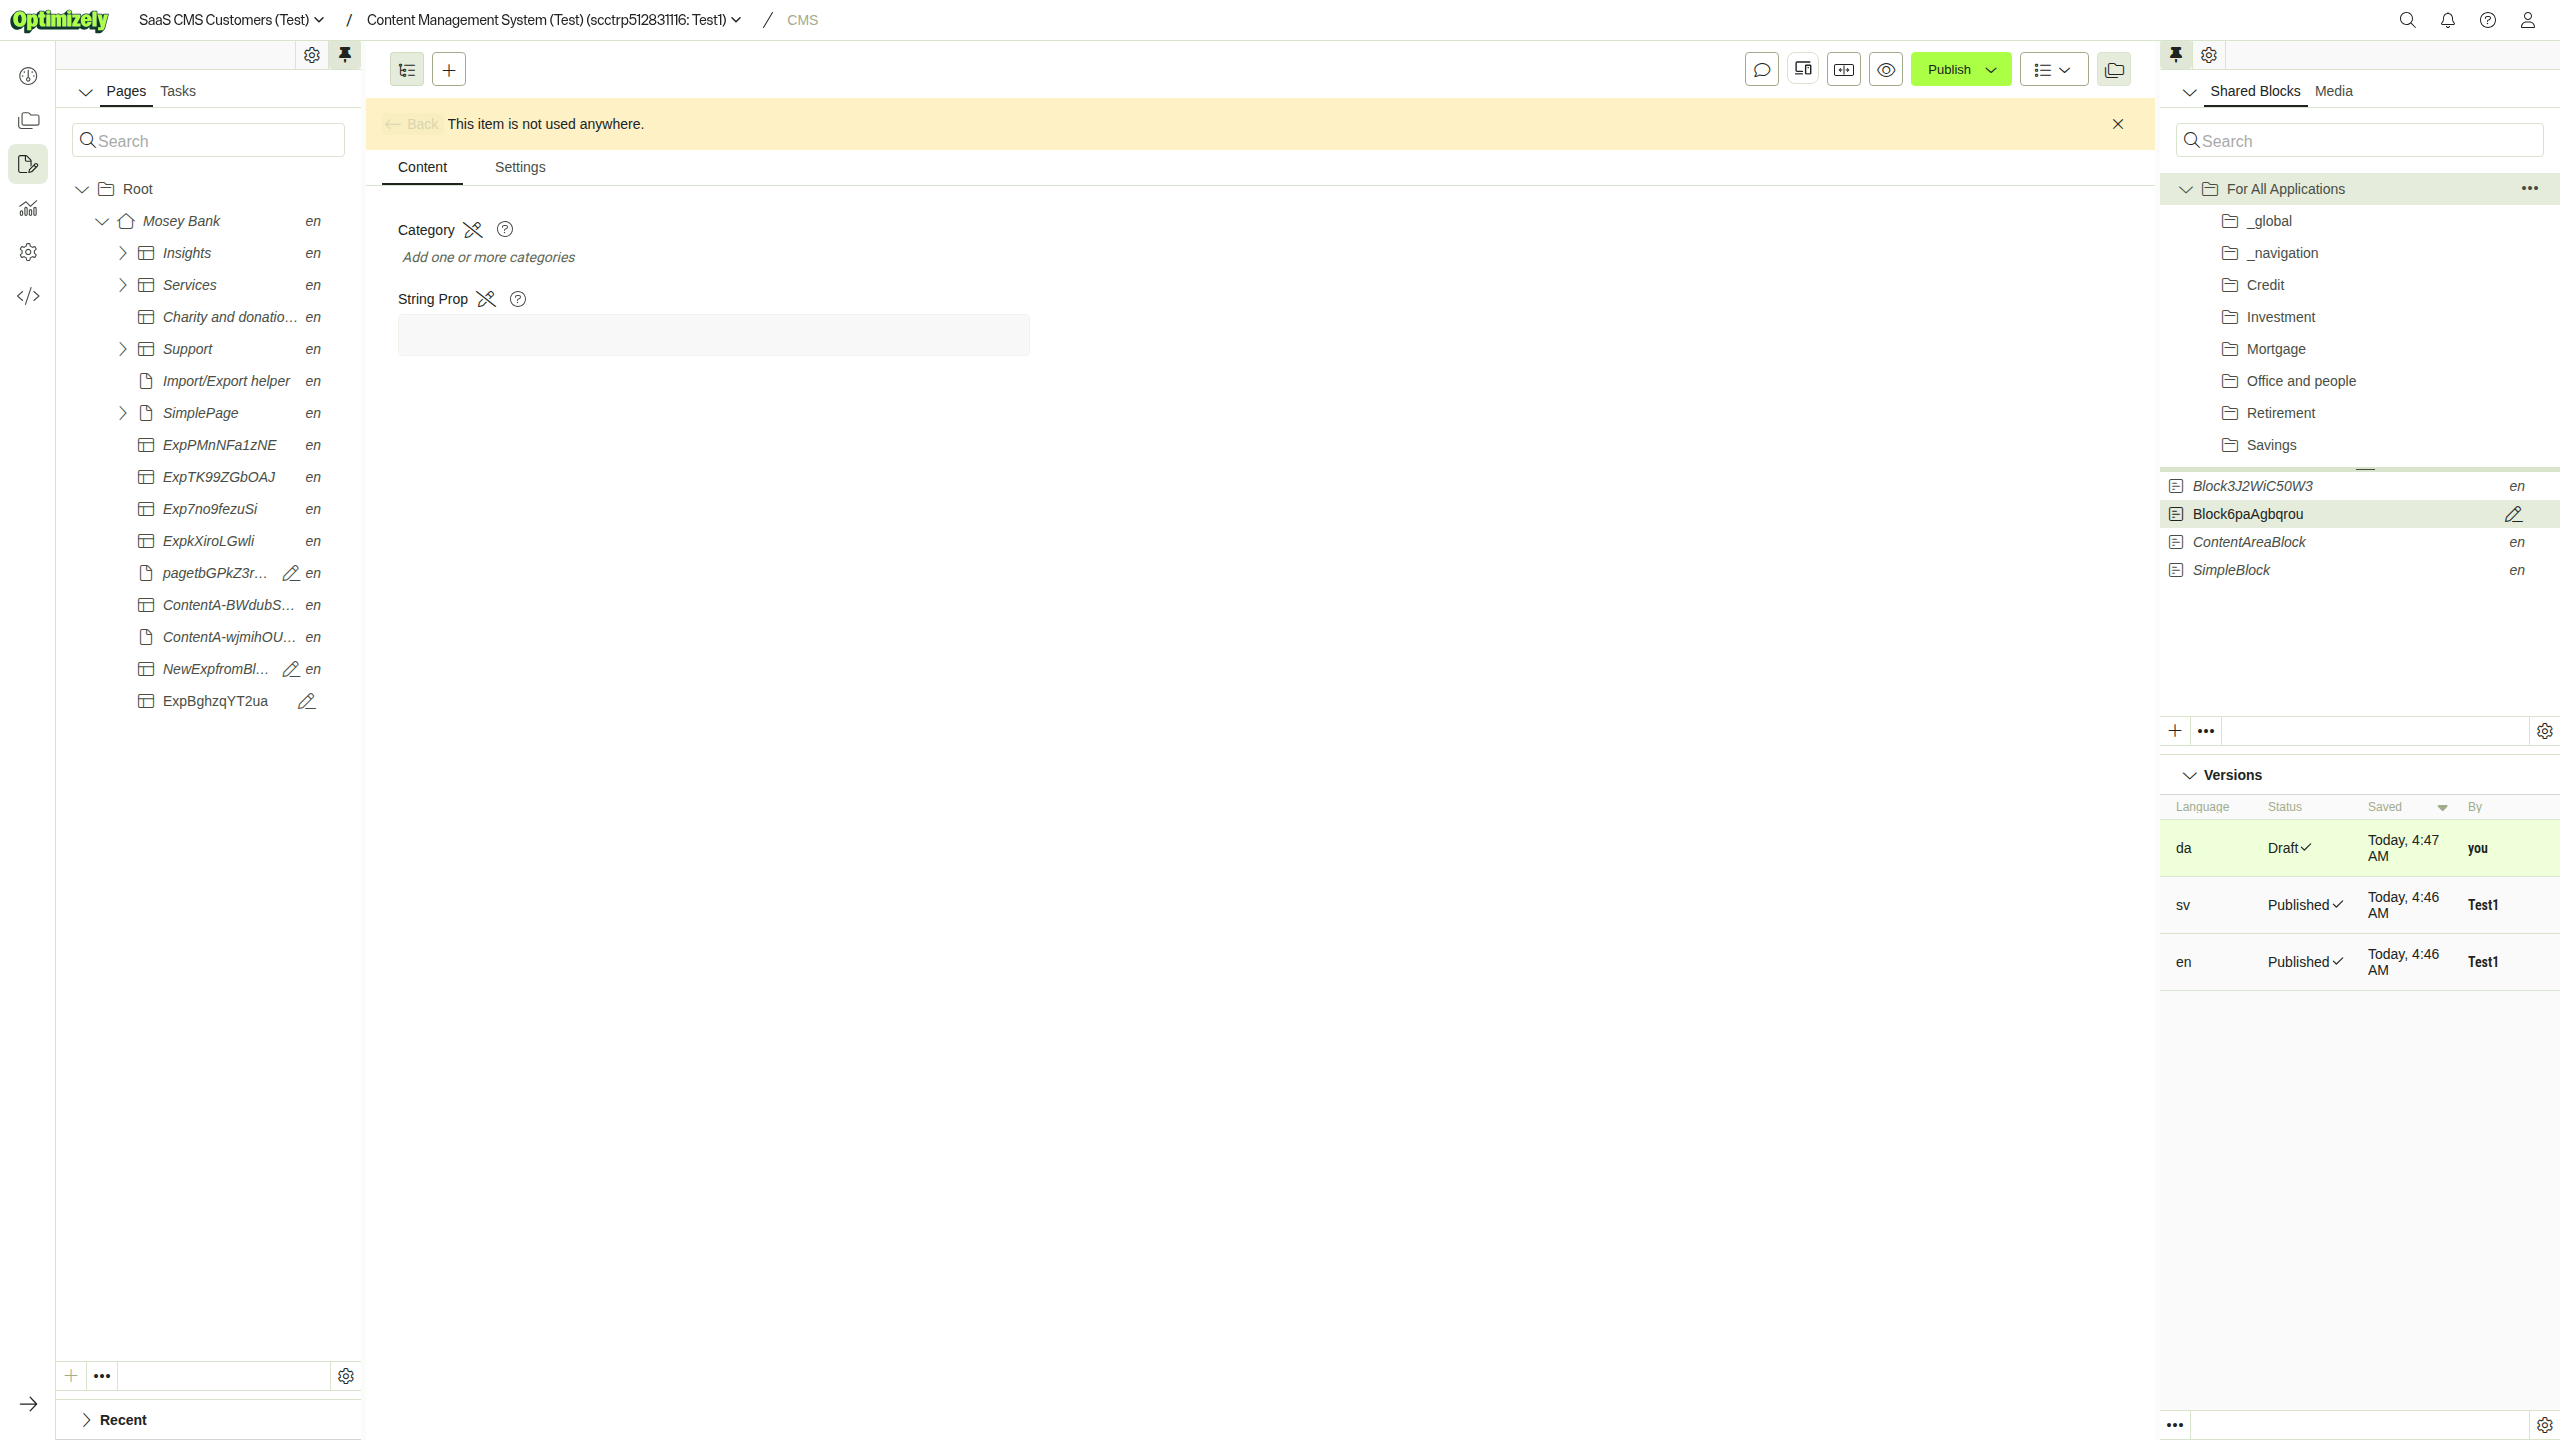 Optimizely
SaaS CMS Customers (Test) / Content Management System (Test) (scctrp512831116: Test1) / CMS
Pages Tasks
Search
Root
Mosey Bank en
Insights en
Services en
Charity and donatio... en
Support en
Import/Export helper en
SimplePage en
ExpPMnNFa1zNE en
ExpTK99ZGbOAJ en
Exp7no9fezuSi en
ExpkXiroLGwli en
pagetbGPkZ3r... en
ContentA-BWdubS... en
ContentA-wjmihOU... en
NewExpfromBl... en
ExpBghzqYT2ua
Recent
Publish
Back This item is not used anywhere.
Content Settings
Category
Add one or more categories
String Prop
Shared Blocks Media
Search
For All Applications
_global
_navigation
Credit
Investment
Mortgage
Office and people
Retirement
Savings
Block3J2WiC50W3 en
Block6paAgbqrou
ContentAreaBlock en
SimpleBlock en
Versions
Language Status Saved By
da Draft Today, 4:47 AM you
sv Published Today, 4:46 AM Test1
en Published Today, 4:46 AM Test1